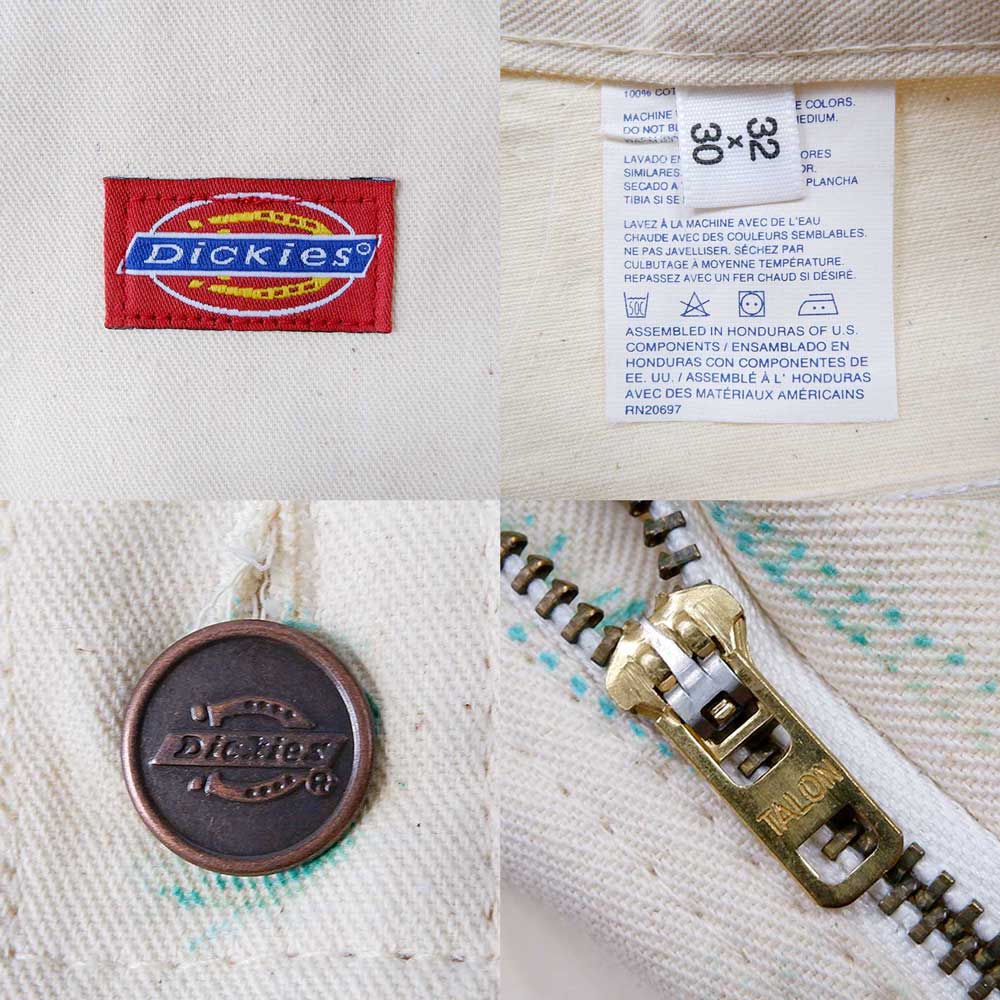 Dickies
100% COT
MACHINE E COLORS.
DO NOT BL MEDIUM.
32
x
30
LAVADO EN ORES
SIMILARES. OR.
SECADO A PLANCHA
TIBIA SI SE
LAVEZ À LA MACHINE AVEC DE L'EAU
CHAUDE AVEC DES COULEURS SEMBLABLES.
NE PAS JAVELLISER. SÉCHEZ PAR
CULBUTAGE À MOYENNE TEMPÉRATURE.
REPASSEZ AVEC UN FER CHAUD SI DÉSIRÉ.
50C
ASSEMBLED IN HONDURAS OF U.S.
COMPONENTS / ENSAMBLADO EN
HONDURAS CON COMPONENTES DE
EE. UU. / ASSEMBLÉ À L' HONDURAS
AVEC DES MATÉRIAUX AMÉRICAINS
RN20697
Dickies
TALON